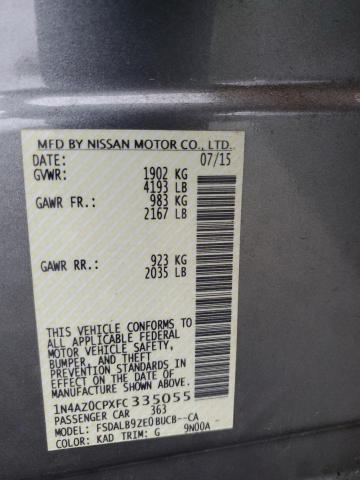 MFD BY NISSAN MOTOR CO., LTD.
DATE: 07/15
GVWR: 1902 KG
4193 LB
GAWR FR.: 983 KG
2167 LB
GAWR RR.: 923 KG
2035 LB
THIS VEHICLE CONFORMS TO
ALL APPLICABLE FEDERAL
MOTOR VEHICLE SAFETY,
BUMPER, AND THEFT
PREVENTION STANDARDS IN
EFFECT ON THE DATE OF
MANUFACTURE SHOWN ABOVE
1N4AZ0CPXFC335055
PASSENGER CAR 363
MODEL: FSDALB9ZE0BUCB--CA
COLOR: KAD TRIM: G 9N00A